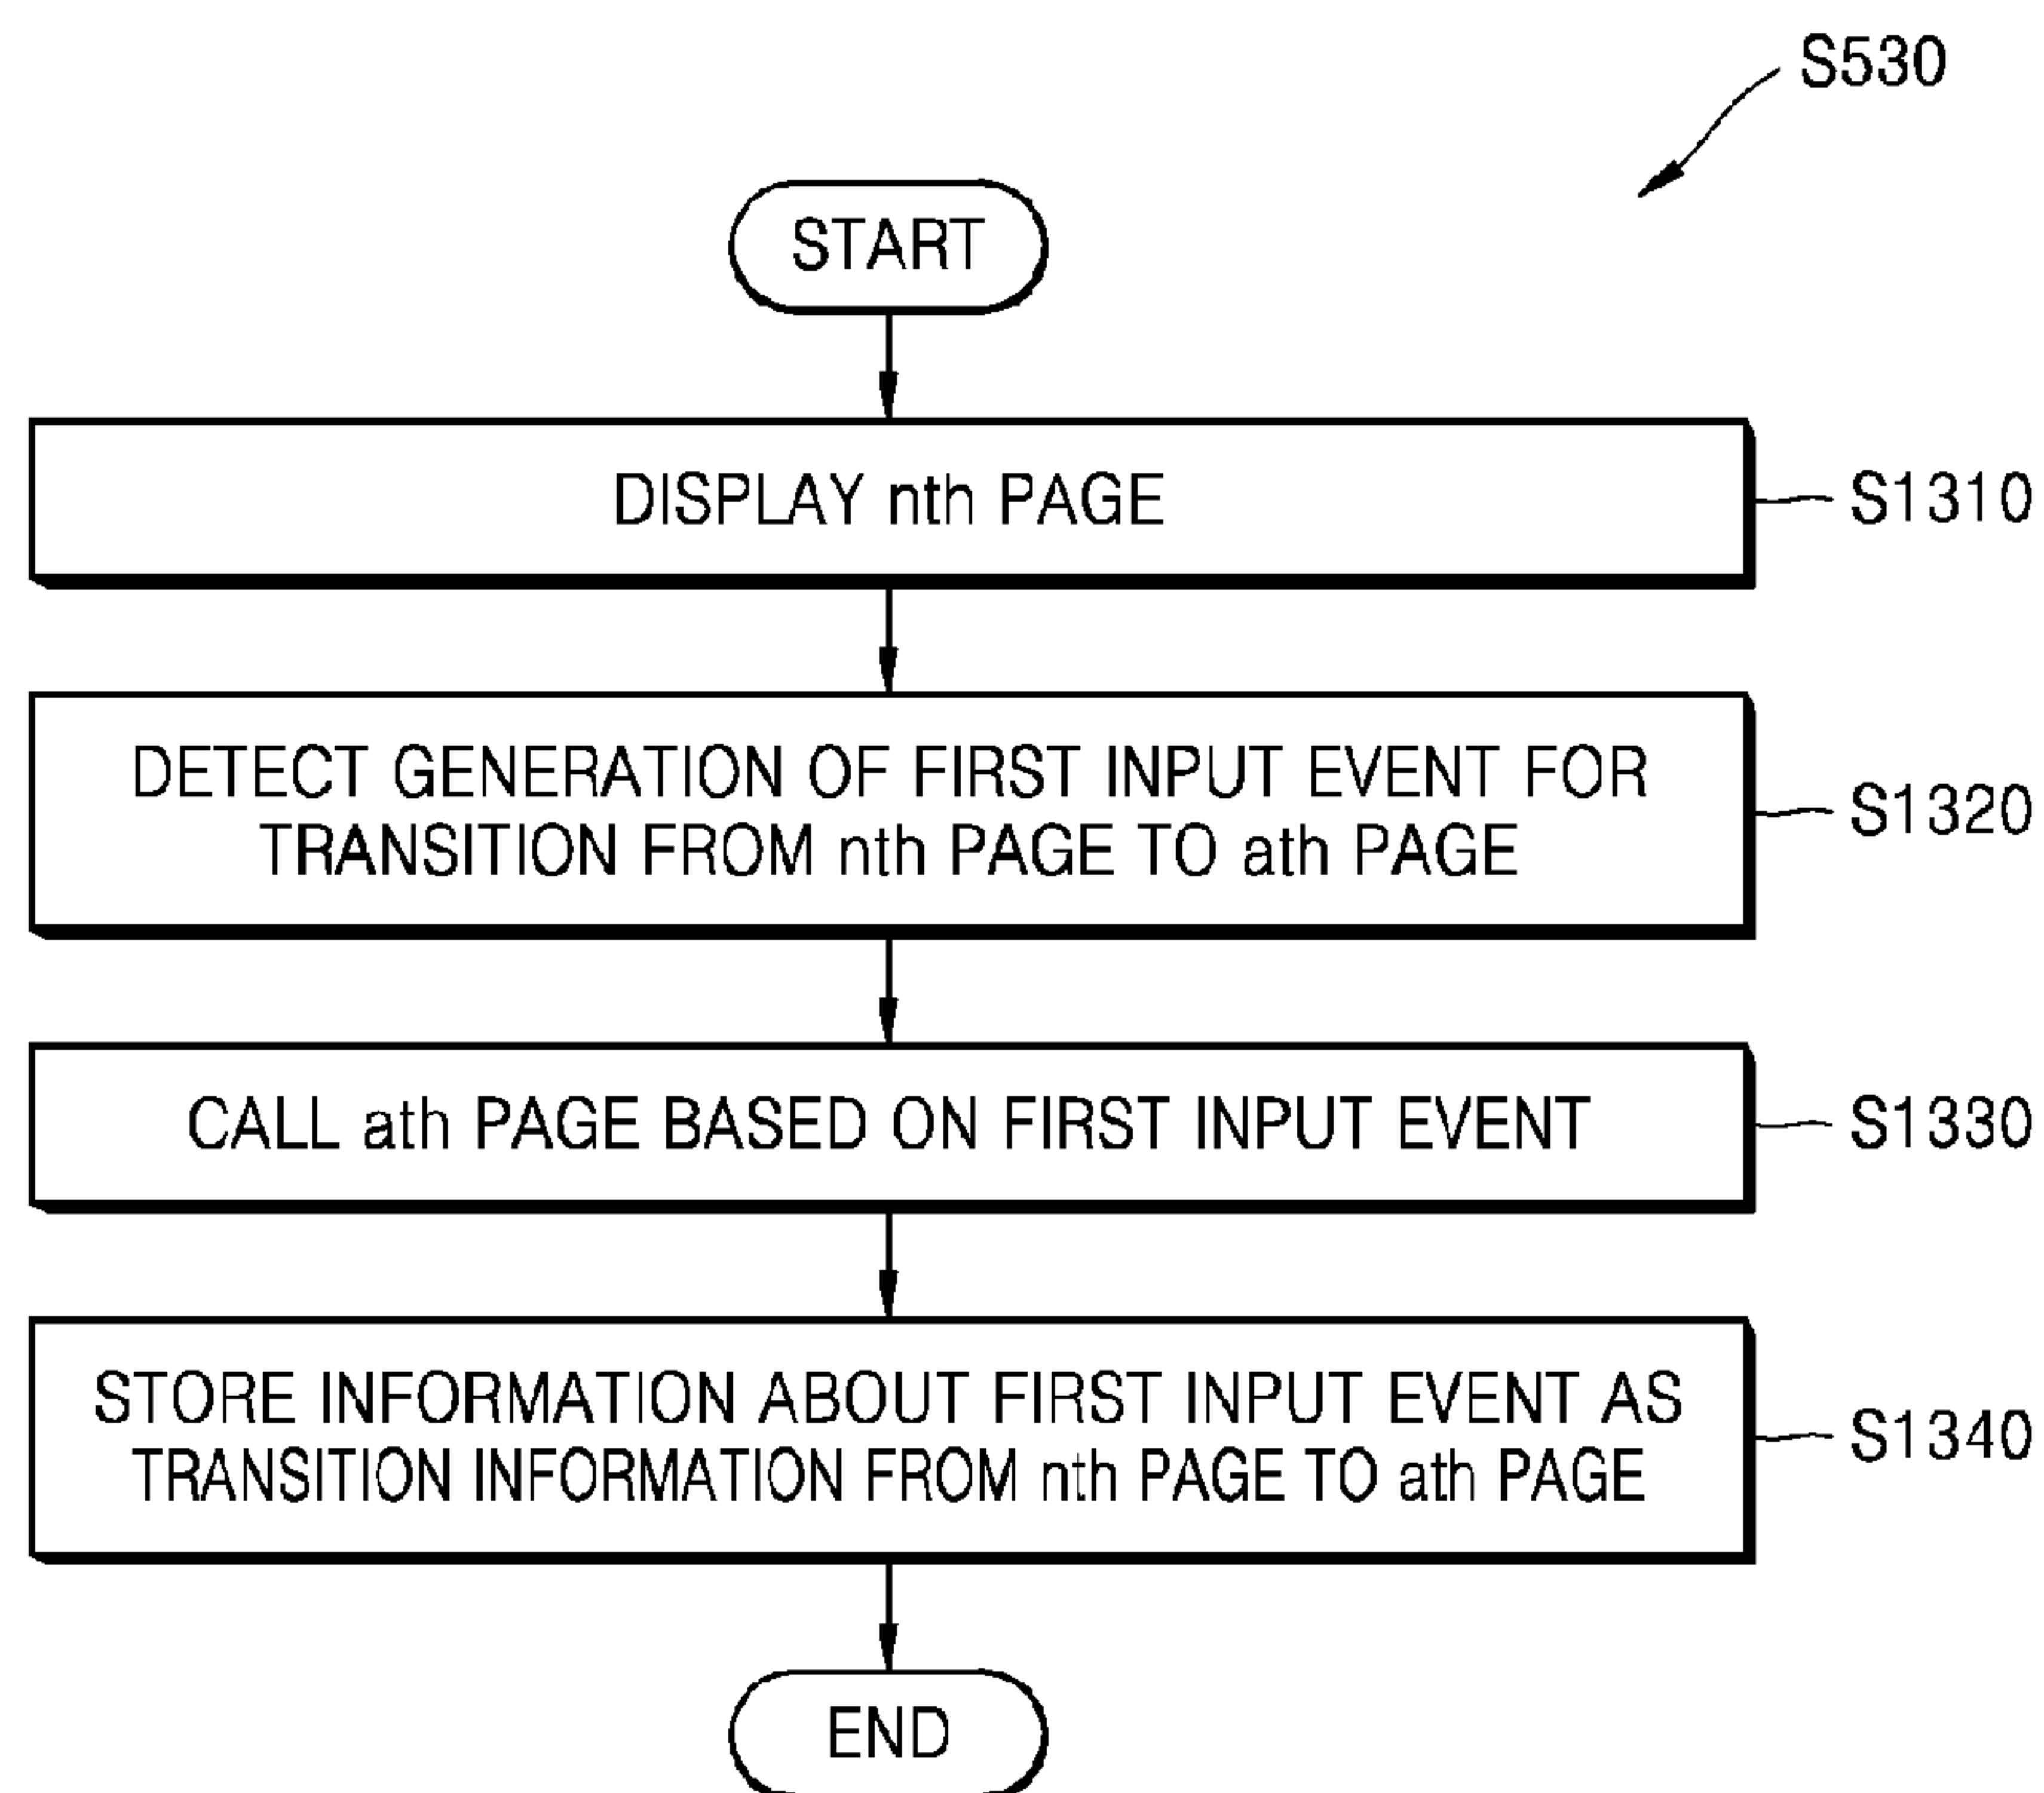 S530
START
DISPLAY nth PAGE
S1310
DETECT GENERATION OF FIRST INPUT EVENT FOR
TRANSITION FROM nth PAGE TO ath PAGE
S1320
CALL ath PAGE BASED ON FIRST INPUT EVENT
S1330
STORE INFORMATION ABOUT FIRST INPUT EVENT AS
TRANSITION INFORMATION FROM nth PAGE TO ath PAGE
S1340
END